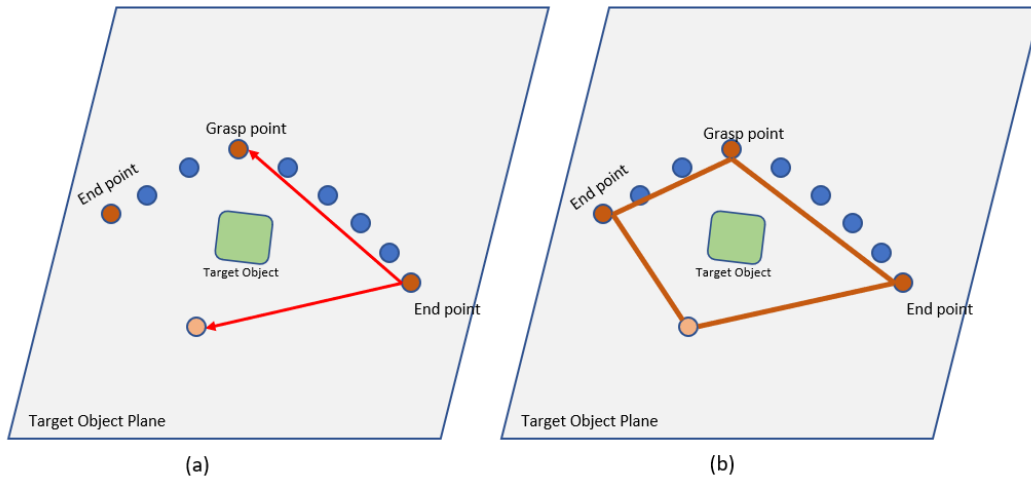 Grasp point
End point
Target Object
End point
Target Object Plane
(a)
Grasp point
End point
Target Object
End point
Target Object Plane
(b)